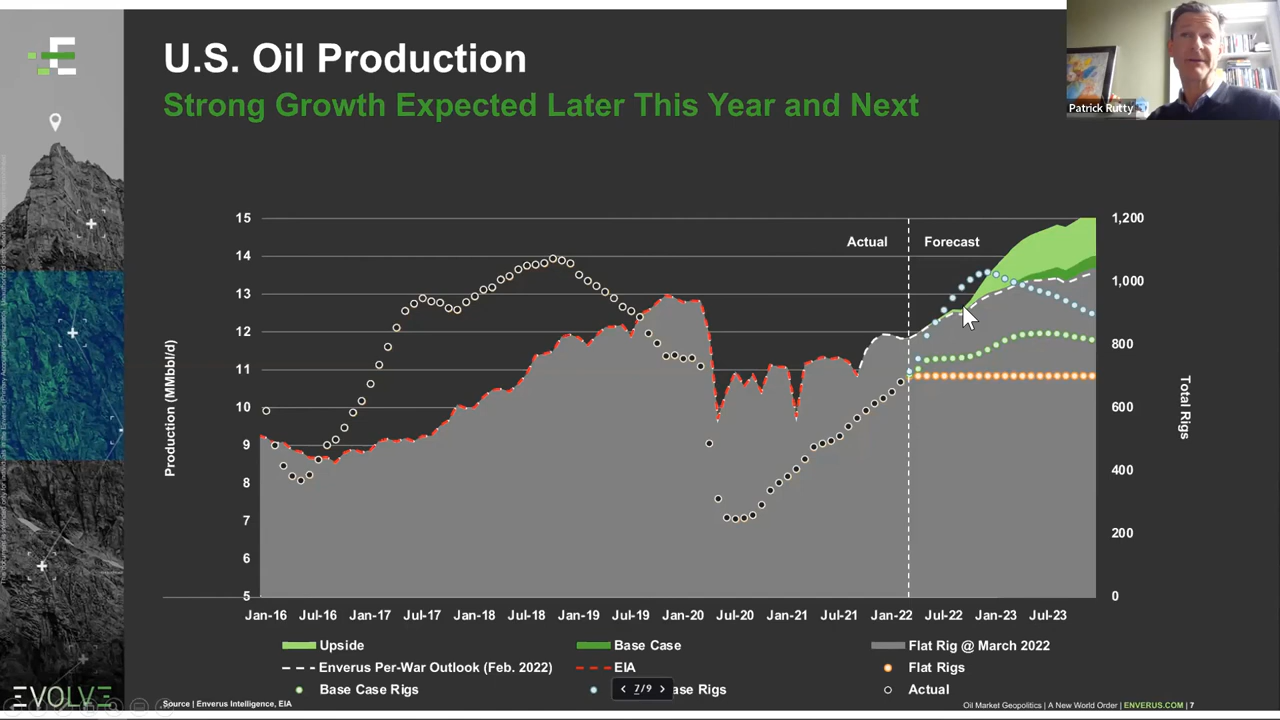 U.S. Oil Production
Strong Growth Expected Later This Year and Next
Patrick Rutty
Actual
Forecast
15
14
13
12
11
10
9
8
7
6
5
Production (MMbbl/d)
1,200
1,000
800
600
400
200
0
Total Rigs
Jan-16 Jul-16 Jan-17 Jul-17 Jan-18 Jul-18 Jan-19 Jul-19 Jan-20 Jul-20 Jan-21 Jul-21 Jan-22 Jul-22 Jan-23 Jul-23
Upside Base Case Flat Rig @ March 2022
Enverus Per-War Outlook (Feb. 2022) EIA Flat Rigs
Base Case Rigs ase Rigs Actual
7/9
EVOLVE
Source | Enverus Intelligence, EIA
Oil Market Geopolitics | A New World Order | ENVERUS.COM | 7